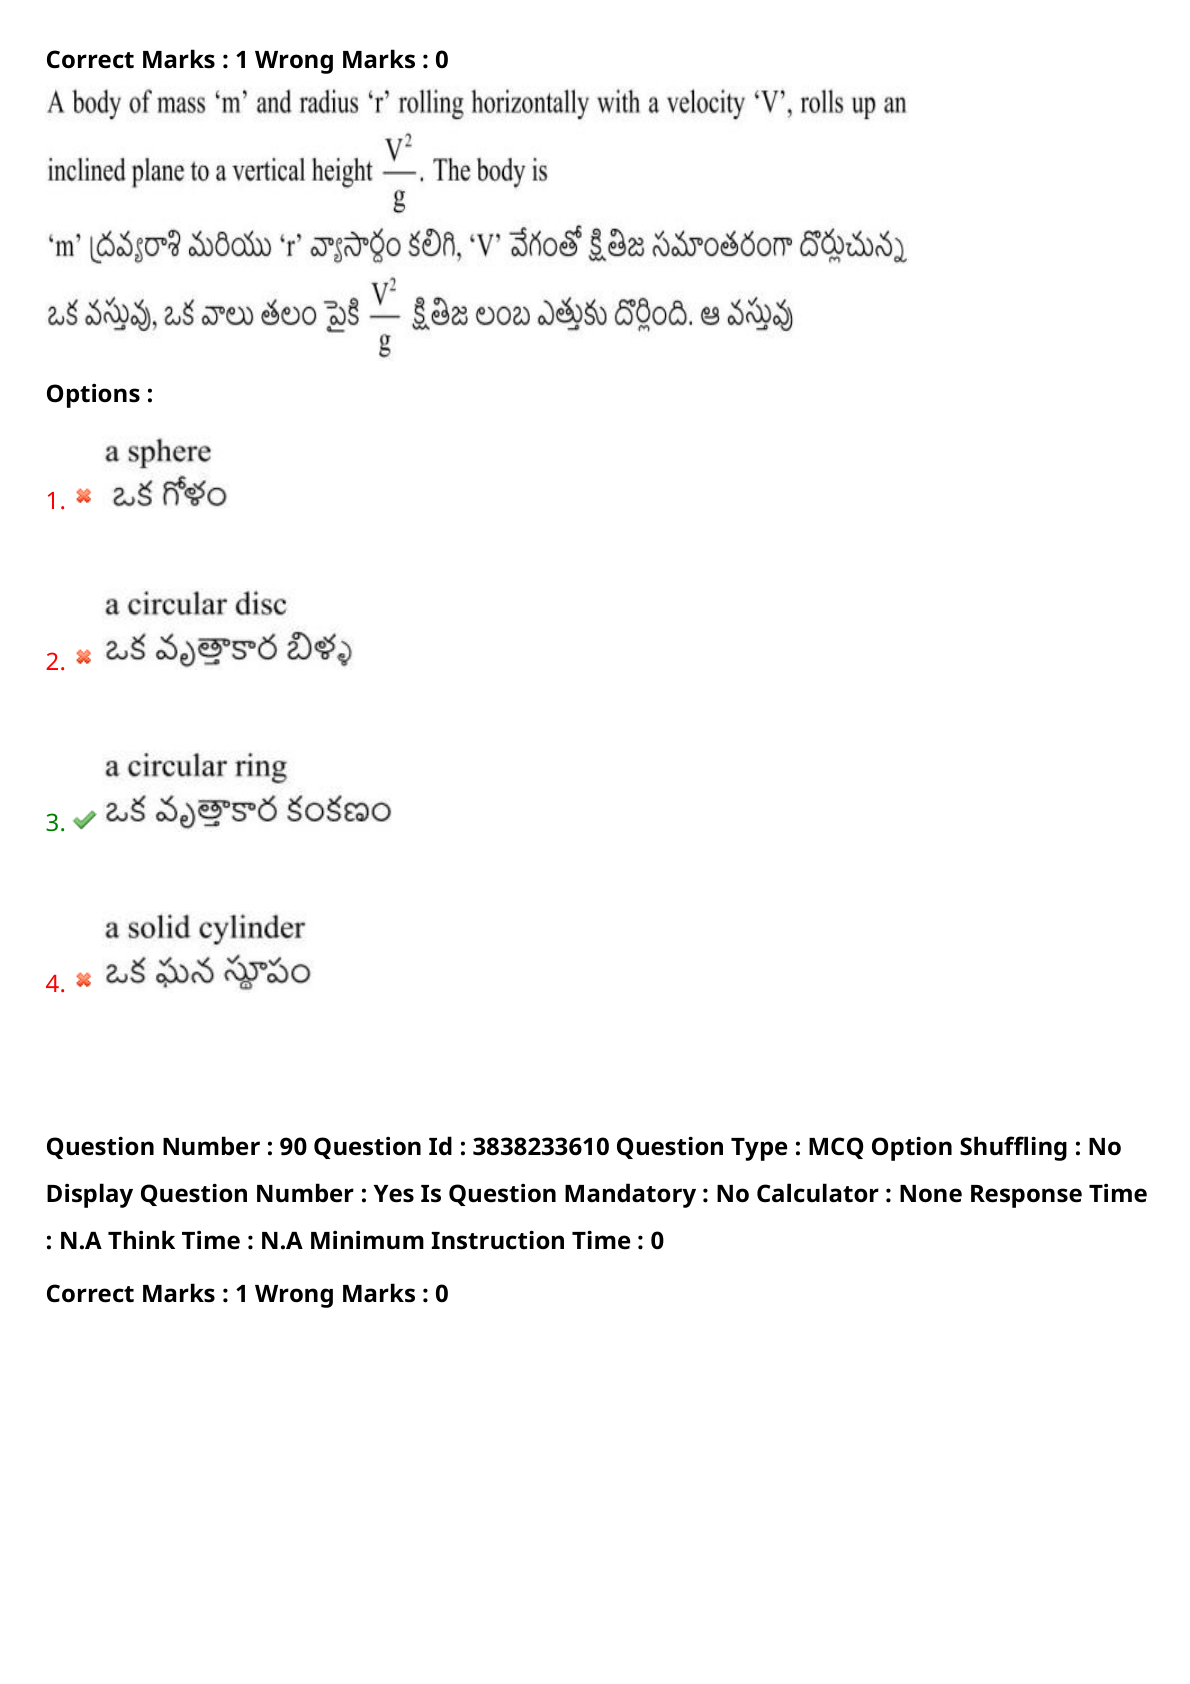 Correct Marks : 1 Wrong Marks : 0
A body of mass ‘m’ and radius ‘r’ rolling horizontally with a velocity ‘V’, rolls up an
inclined plane to a vertical height V²/g. The body is
‘m’ ద్రవ్యరాశి మరియు ‘r’ వ్యాసార్ధం కలిగి, ‘V’ వేగంతో క్షితిజ సమాంతరంగా దొర్లుచున్న
ఒక వస్తువు, ఒక వాలు తలం పైకి V²/g క్షితిజ లంబ ఎత్తుకు దొర్లింది. ఆ వస్తువు
Options :
a sphere
1. ఒక గోళం
a circular disc
2. ఒక వృత్తాకార బిళ్ళ
a circular ring
3. ఒక వృత్తాకార కంకణం
a solid cylinder
4. ఒక ఘన స్థూపం
Question Number : 90 Question Id : 3838233610 Question Type : MCQ Option Shuffling : No
Display Question Number : Yes Is Question Mandatory : No Calculator : None Response Time
: N.A Think Time : N.A Minimum Instruction Time : 0
Correct Marks : 1 Wrong Marks : 0